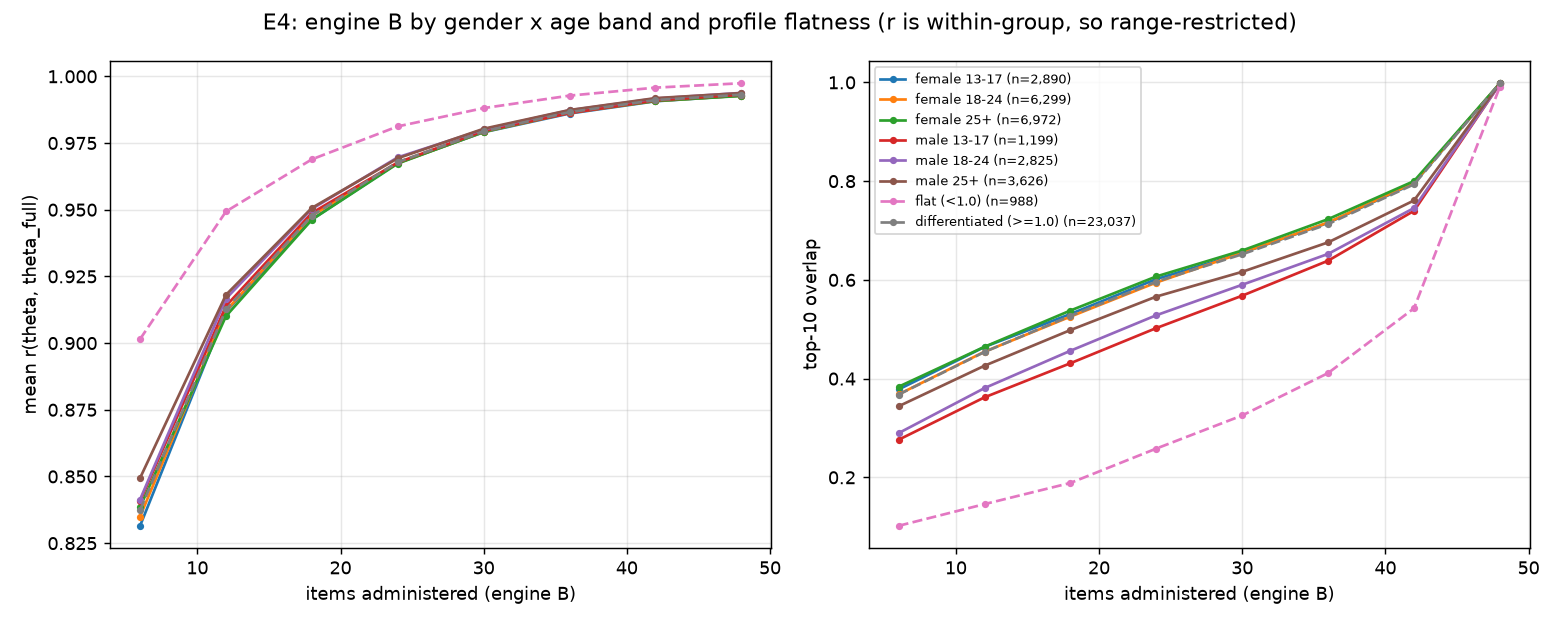 E4: engine B by gender x age band and profile flatness (r is within-group, so range-restricted)
mean r(theta, theta_full)
1.000
0.975
0.950
0.925
0.900
0.875
0.850
0.825
10
20
30
40
50
items administered (engine B)
top-10 overlap
1.0
0.8
0.6
0.4
0.2
female 13-17 (n=2,890)
female 18-24 (n=6,299)
female 25+ (n=6,972)
male 13-17 (n=1,199)
male 18-24 (n=2,825)
male 25+ (n=3,626)
flat (<1.0) (n=988)
differentiated (>=1.0) (n=23,037)
10
20
30
40
50
items administered (engine B)